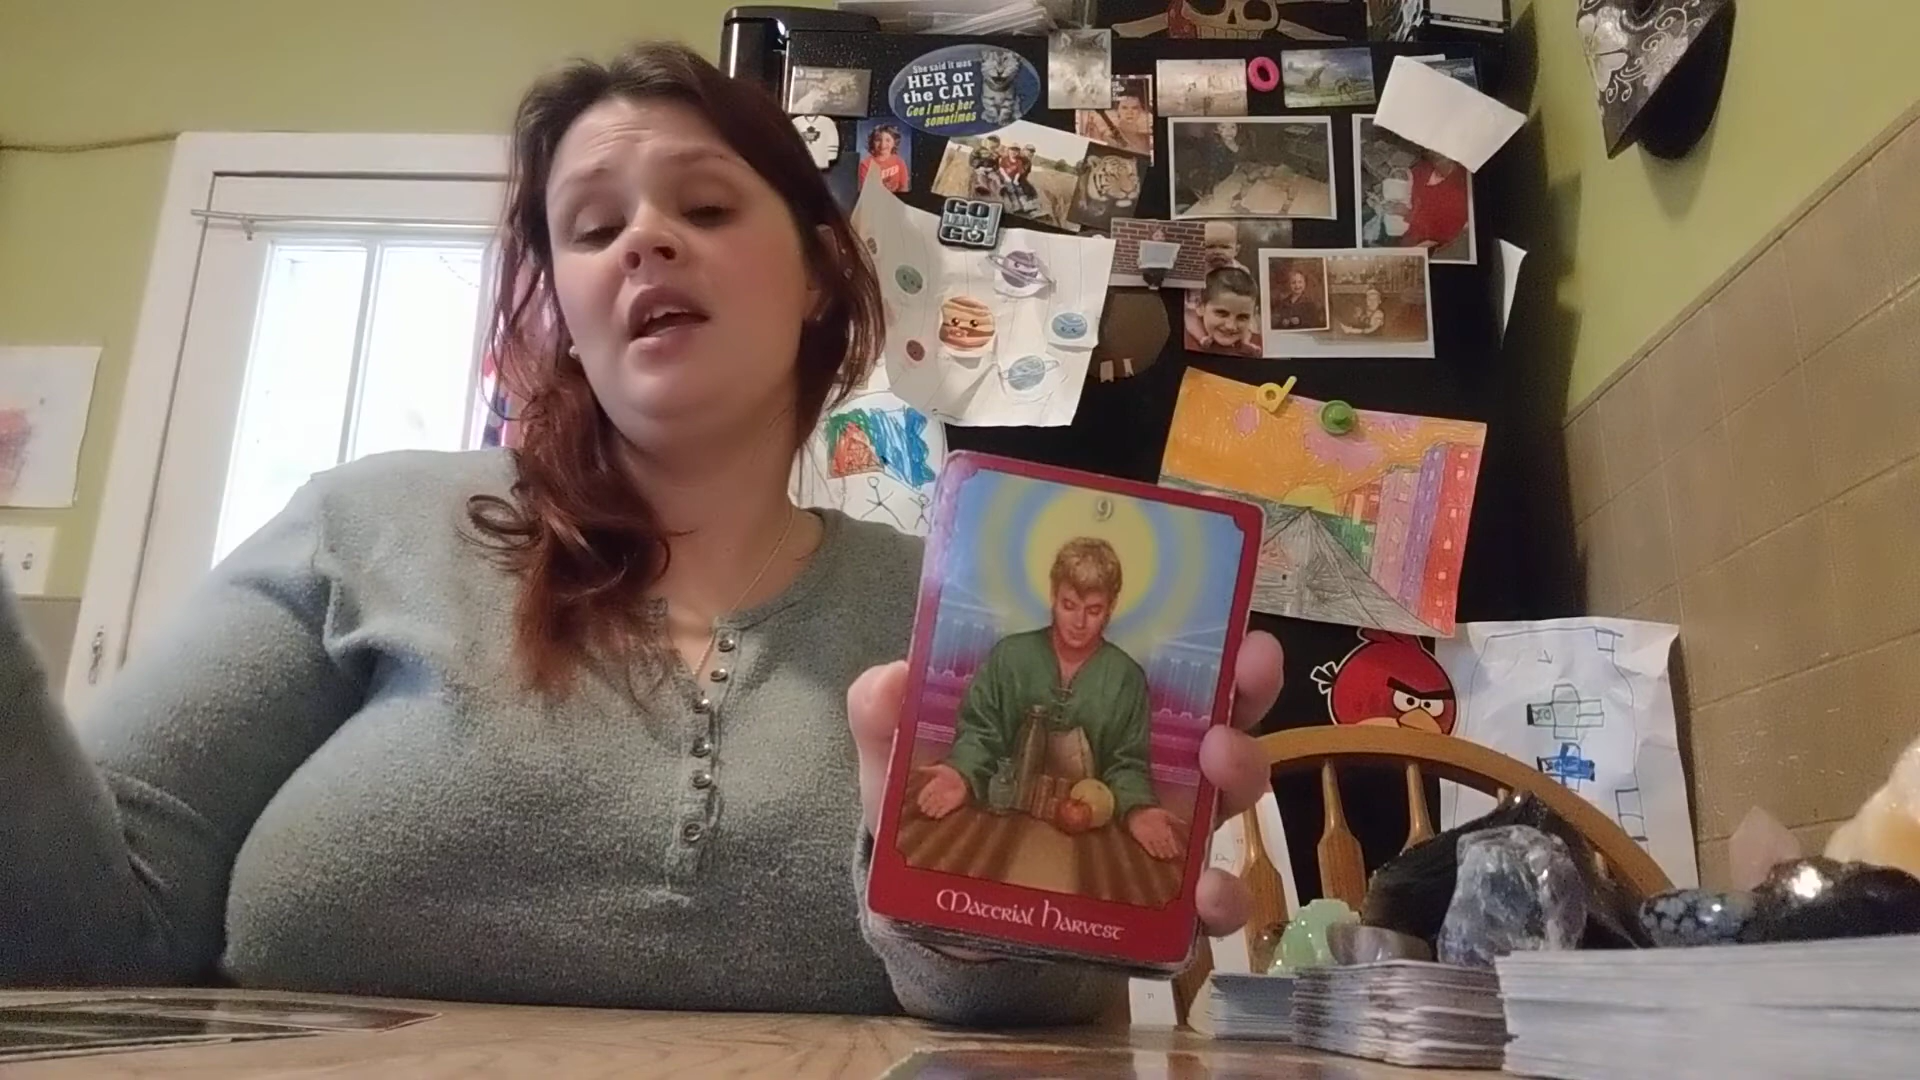 She said it was
HER or
the CAT
Gee I miss her
sometimes
GO
GO!
9
Material Harvest